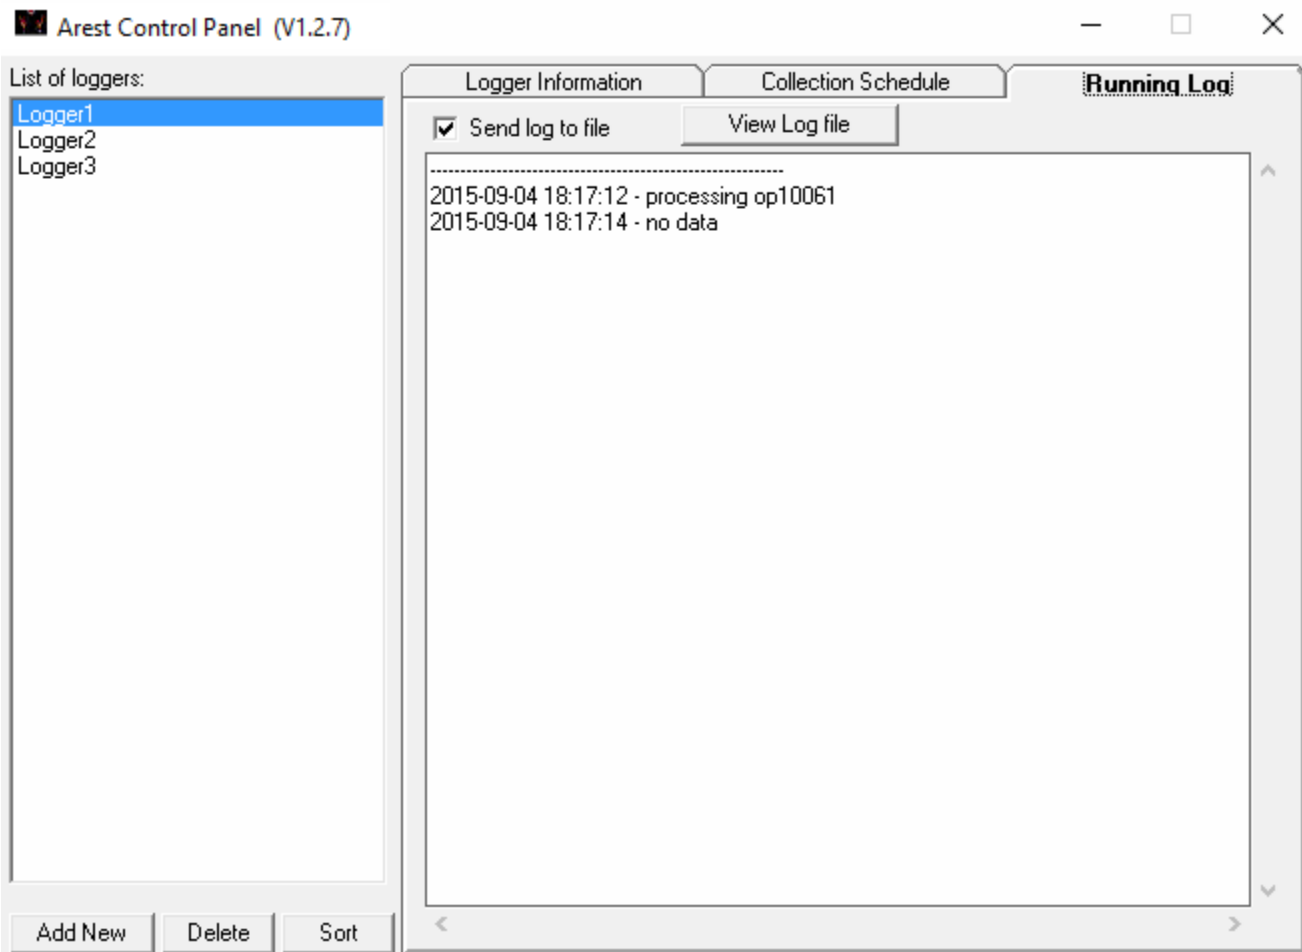 Arest Control Panel (V1.2.7)
List of loggers:
Logger1
Logger2
Logger3
Add New Delete Sort
Logger Information Collection Schedule Running Log
Send log to file View Log file
-----------------------------------------------------------
2015-09-04 18:17:12 - processing op10061
2015-09-04 18:17:14 - no data